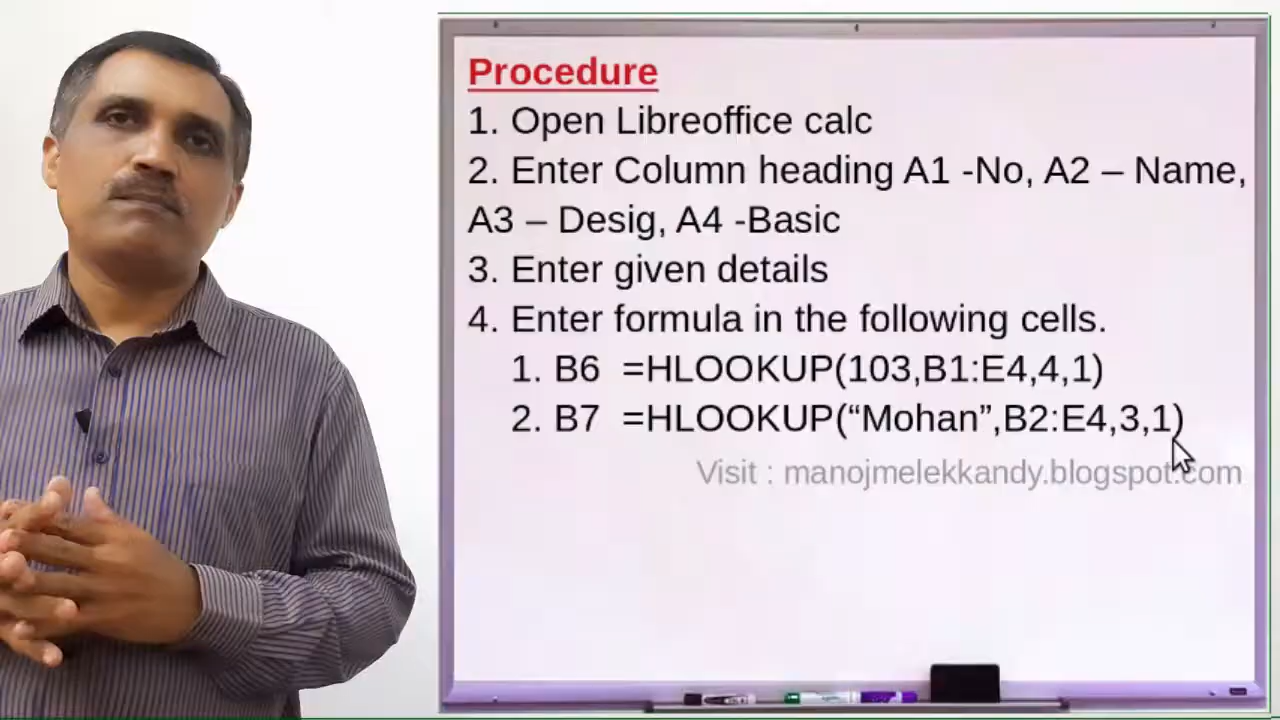 Procedure
1. Open Libreoffice calc
2. Enter Column heading A1 -No, A2 – Name,
A3 – Desig, A4 -Basic
3. Enter given details
4. Enter formula in the following cells.
1. B6 =HLOOKUP(103,B1:E4,4,1)
2. B7 =HLOOKUP(“Mohan”,B2:E4,3,1)
Visit : manojmelekkandy.blogspot.com